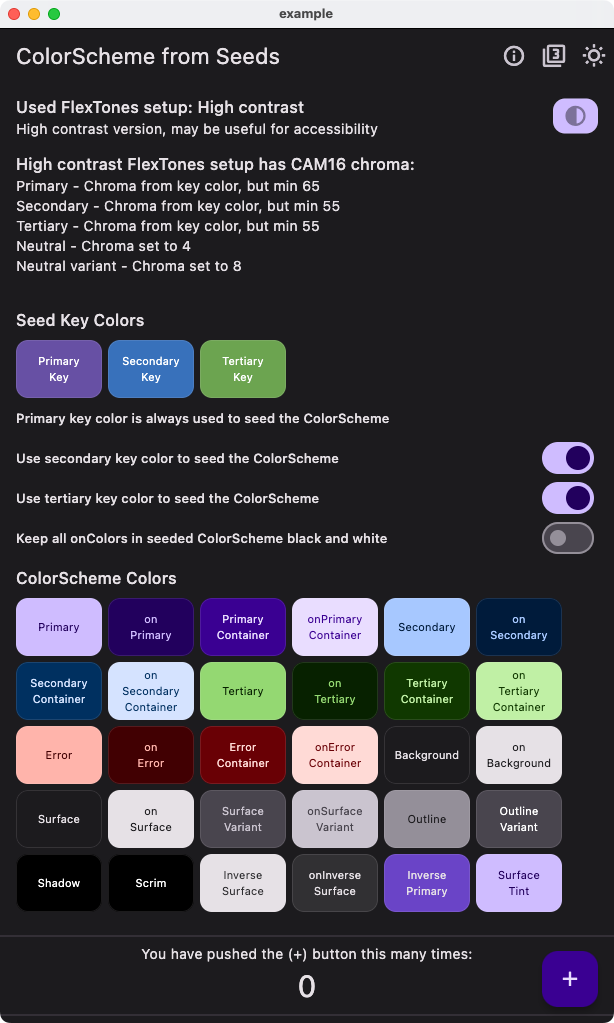 example
ColorScheme from Seeds
3
Used FlexTones setup: High contrast
High contrast version, may be useful for accessibility
High contrast FlexTones setup has CAM16 chroma:
Primary - Chroma from key color, but min 65
Secondary - Chroma from key color, but min 55
Tertiary - Chroma from key color, but min 55
Neutral - Chroma set to 4
Neutral variant - Chroma set to 8
Seed Key Colors
Primary
Key
Secondary
Key
Tertiary
Key
Primary key color is always used to seed the ColorScheme
Use secondary key color to seed the ColorScheme
Use tertiary key color to seed the ColorScheme
Keep all onColors in seeded ColorScheme black and white
ColorScheme Colors
Primary
on
Primary
Primary
Container
onPrimary
Container
Secondary
on
Secondary
Secondary
Container
on
Secondary
Container
Tertiary
on
Tertiary
Tertiary
Container
on
Tertiary
Container
Error
on
Error
Error
Container
onError
Container
Background
on
Background
Surface
on
Surface
Surface
Variant
onSurface
Variant
Outline
Outline
Variant
Shadow
Scrim
Inverse
Surface
onInverse
Surface
Inverse
Primary
Surface
Tint
You have pushed the (+) button this many times:
0
+